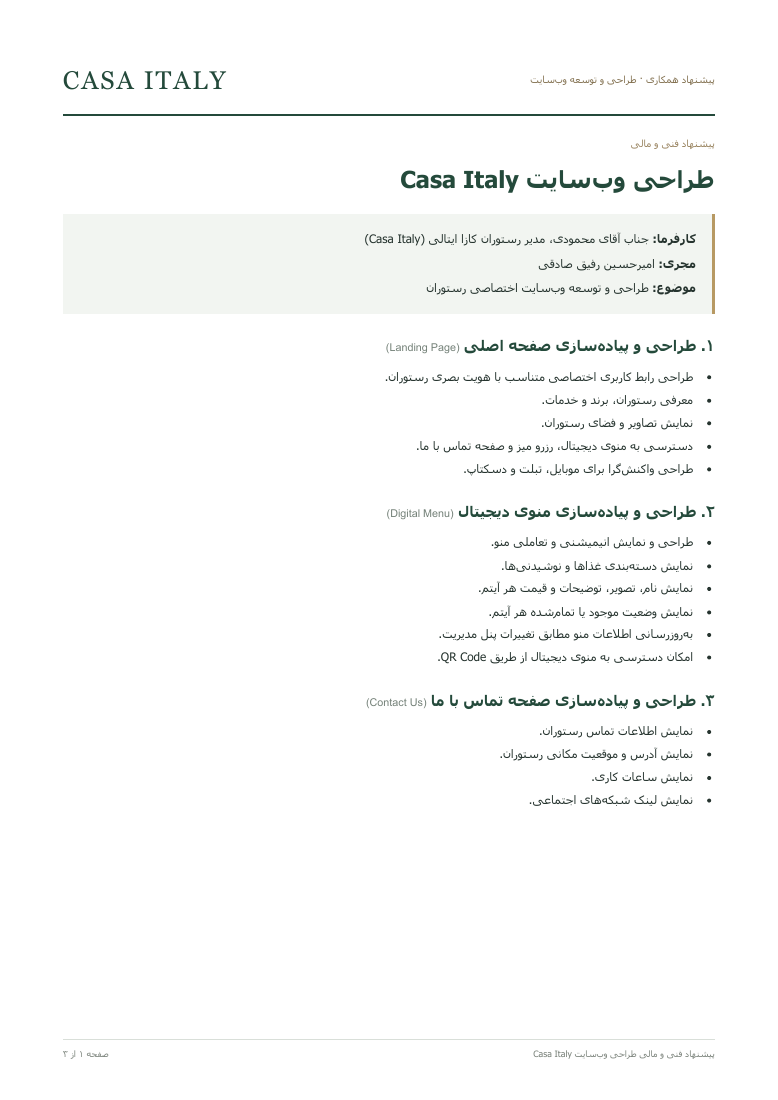 CASA ITALY
پیشنهاد همکاری · طراحی و توسعه وب‌سایت
پیشنهاد فنی و مالی
طراحی وب‌سایت Casa Italy
کارفرما: جناب آقای محمودی، مدیر رستوران کازا ایتالی (Casa Italy)
مجری: امیرحسین رفیق صادقی
موضوع: طراحی و توسعه وب‌سایت اختصاصی رستوران
۱. طراحی و پیاده‌سازی صفحه اصلی (Landing Page)
• طراحی رابط کاربری اختصاصی متناسب با هویت بصری رستوران.
• معرفی رستوران، برند و خدمات.
• نمایش تصاویر و فضای رستوران.
• دسترسی به منوی دیجیتال، رزرو میز و صفحه تماس با ما.
• طراحی واکنش‌گرا برای موبایل، تبلت و دسکتاپ.
۲. طراحی و پیاده‌سازی منوی دیجیتال (Digital Menu)
• طراحی و نمایش انیمیشنی و تعاملی منو.
• نمایش دسته‌بندی غذاها و نوشیدنی‌ها.
• نمایش نام، تصویر، توضیحات و قیمت هر آیتم.
• نمایش وضعیت موجود یا تمام‌شده هر آیتم.
• به‌روزرسانی اطلاعات منو مطابق تغییرات پنل مدیریت.
• امکان دسترسی به منوی دیجیتال از طریق QR Code.
۳. طراحی و پیاده‌سازی صفحه تماس با ما (Contact Us)
• نمایش اطلاعات تماس رستوران.
• نمایش آدرس و موقعیت مکانی رستوران.
• نمایش ساعات کاری.
• نمایش لینک شبکه‌های اجتماعی.
پیشنهاد فنی و مالی طراحی وب‌سایت Casa Italy
صفحه ۱ از ۳